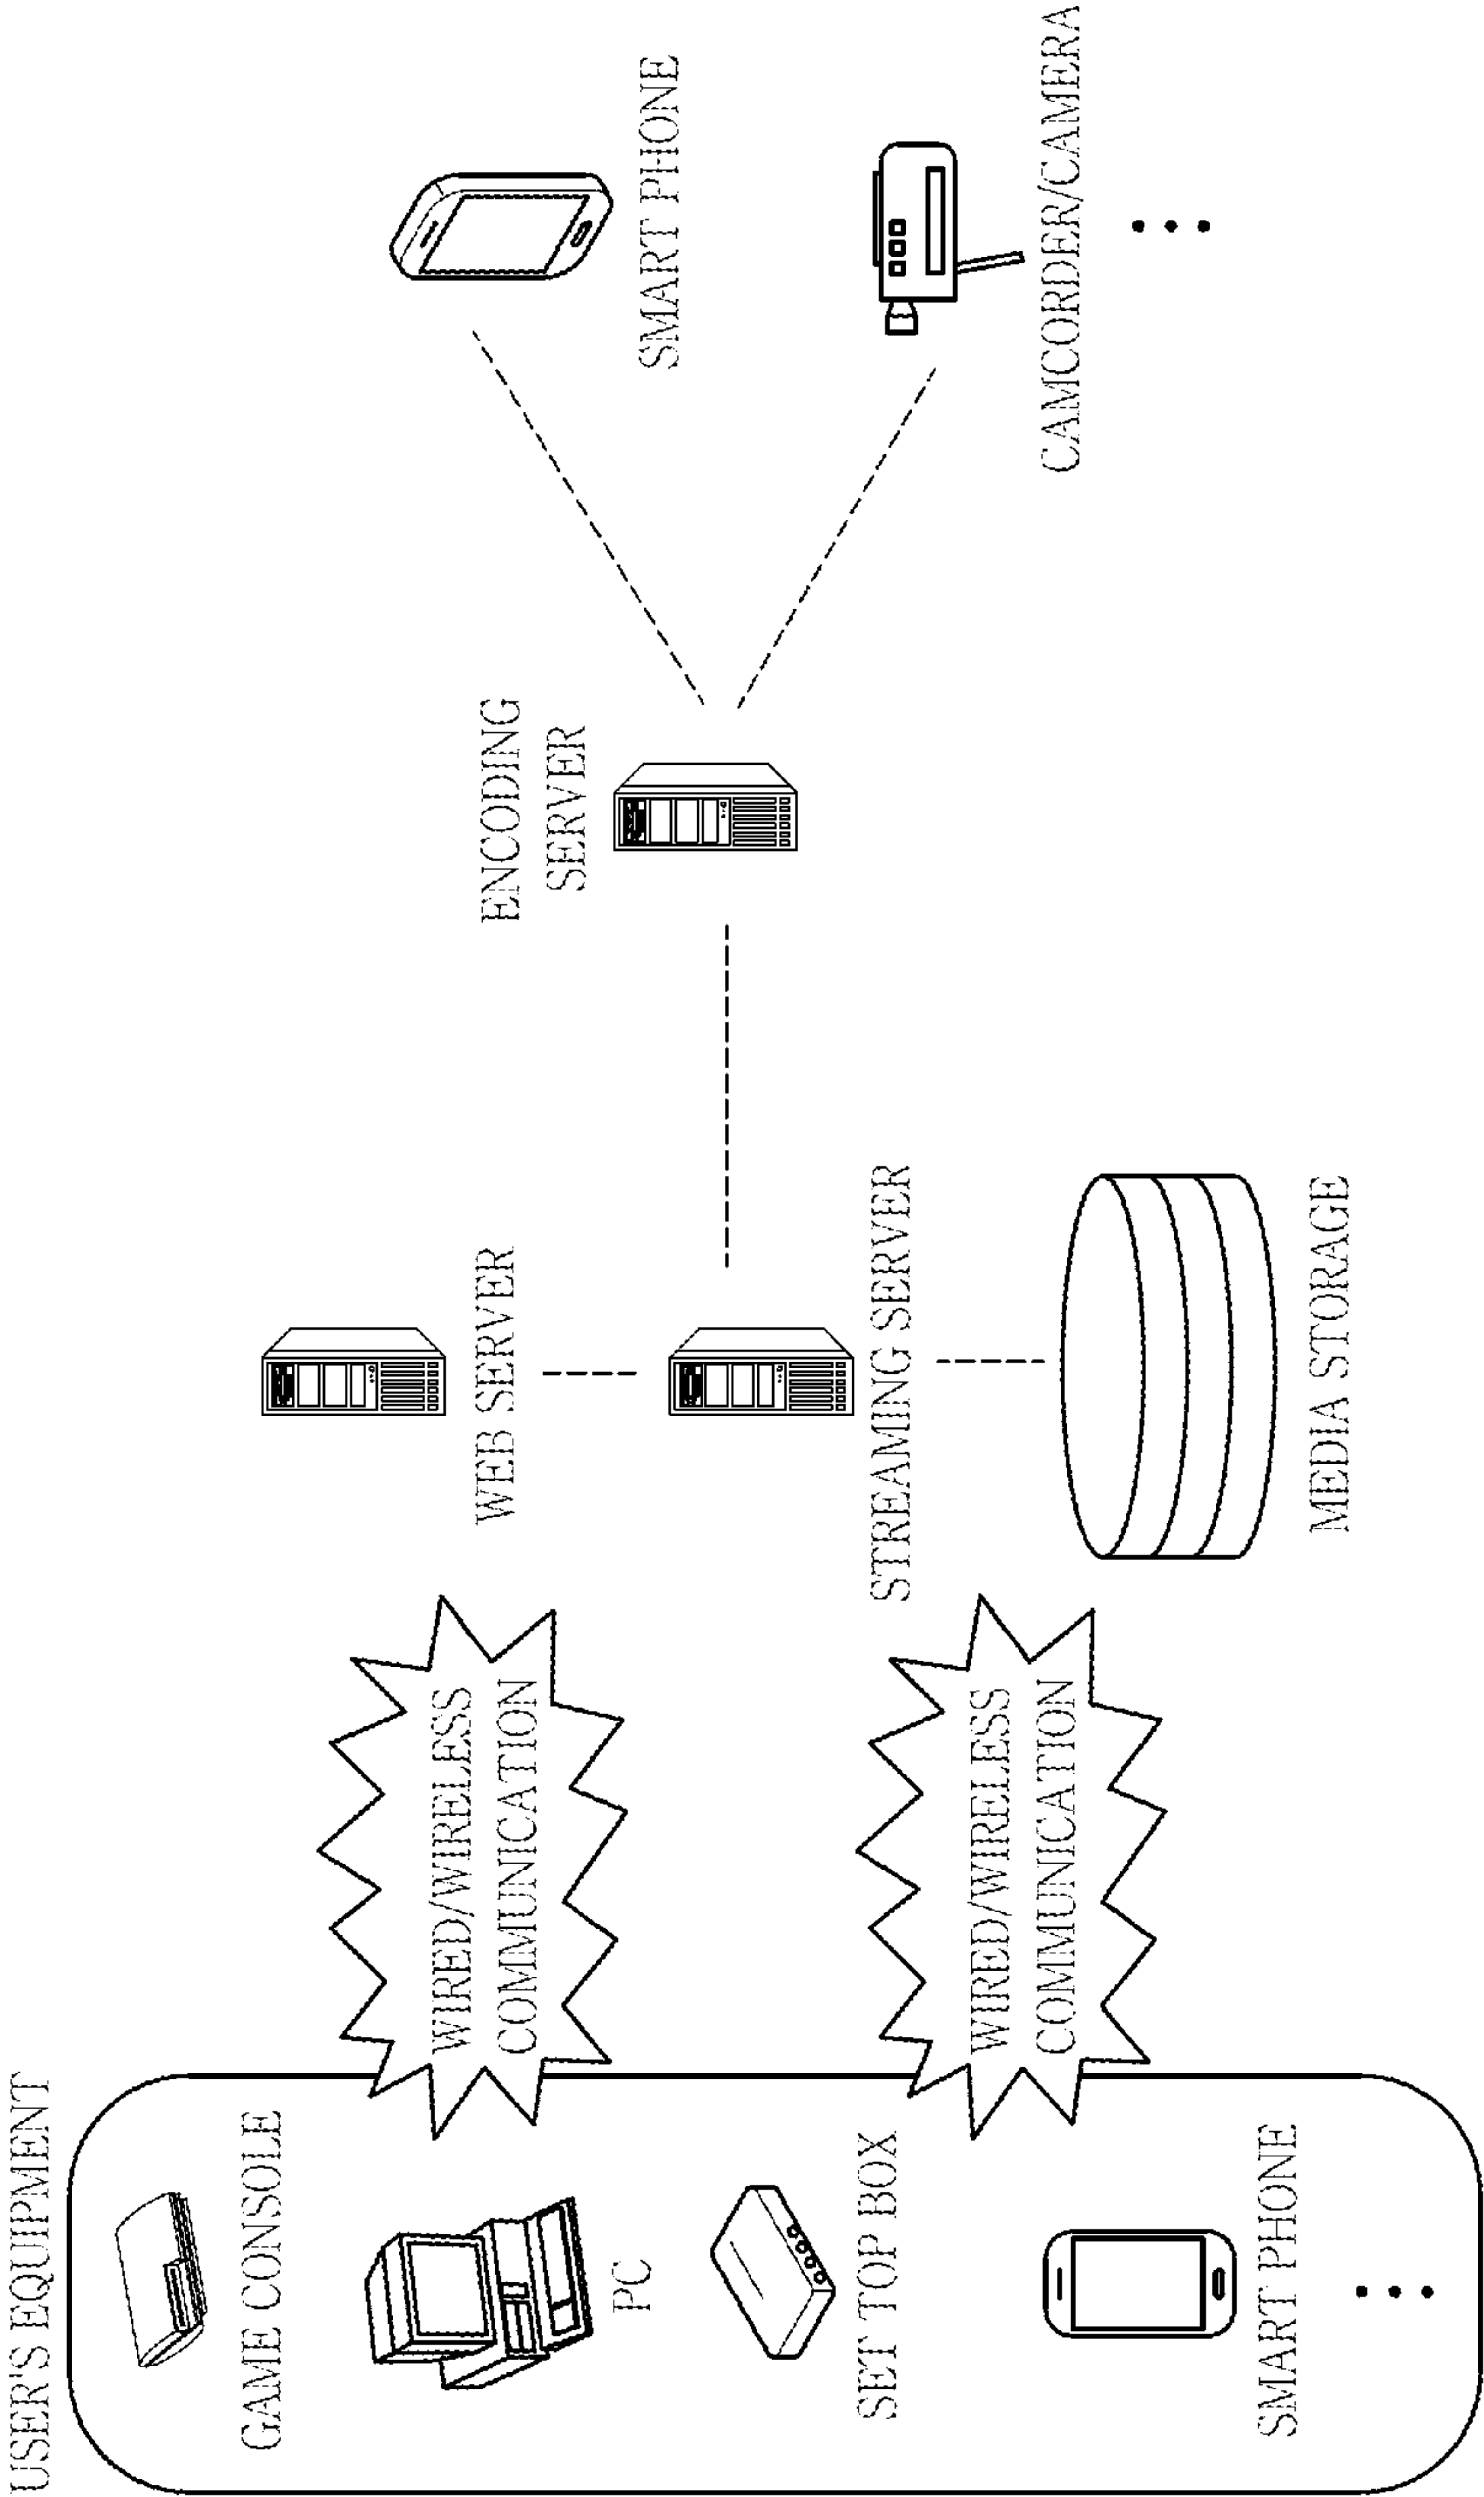 USER'S EQUIPMENT
GAME CONSOLE
PC
SET TOP BOX
SMART PHONE
WIRED/WIRELESS
COMMUNICATION
WIRED/WIRELESS
COMMUNICATION
WEB SERVER
STREAMING SERVER
MEDIA STORAGE
ENCODING
SERVER
SMART PHONE
CAMCORDER/CAMERA